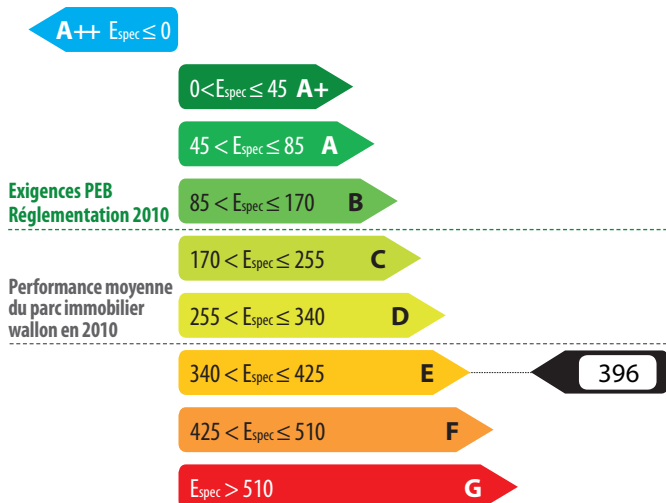 A++ Espec ≤ 0
0<Espec ≤ 45 A+
45 < Espec ≤ 85 A
Exigences PEB
Réglementation 2010
85 < Espec ≤ 170 B
170 < Espec ≤ 255 C
Performance moyenne
du parc immobilier
wallon en 2010
255 < Espec ≤ 340 D
340 < Espec ≤ 425 E
396
425 < Espec ≤ 510 F
Espec > 510 G